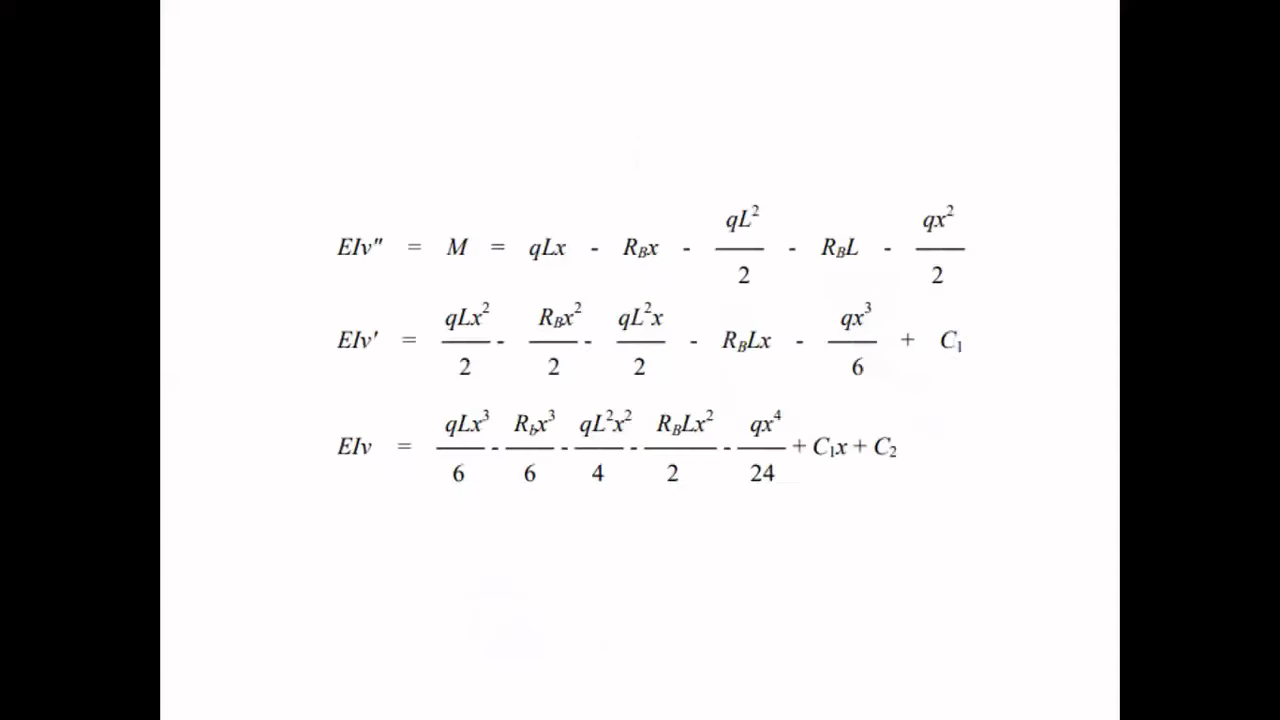 EIv" = M = qLx - R_Bx - qL²/2 - R_BL - qx²/2
EIv' = qLx²/2 - R_Bx²/2 - qL²x/2 - R_BLx - qx³/6 + C₁
EIv = qLx³/6 - R_bx³/6 - qL²x²/4 - R_BLx²/2 - qx⁴/24 + C₁x + C₂